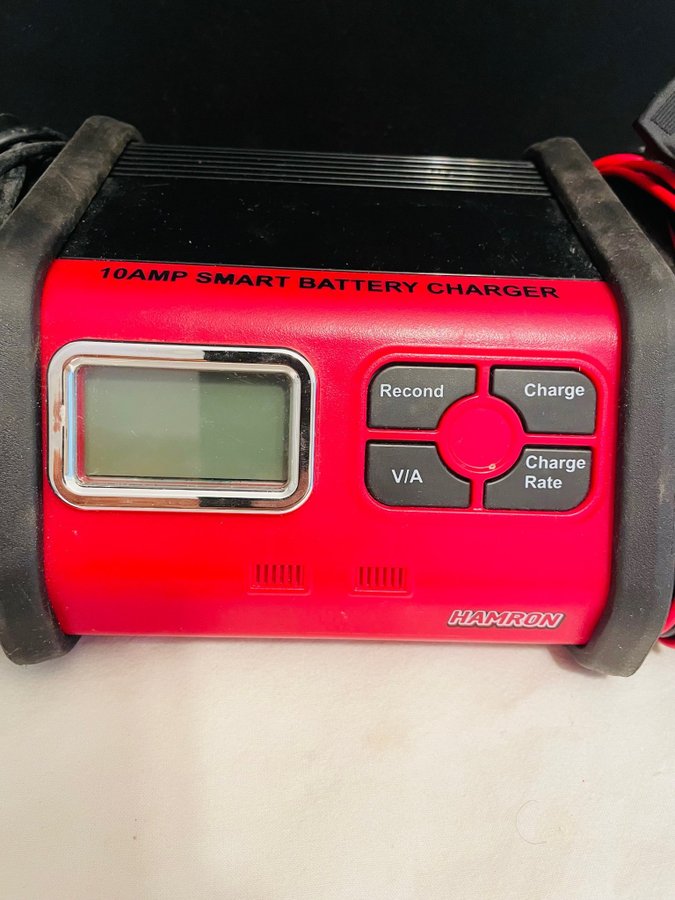 10AMP SMART BATTERY CHARGER
Recond
Charge
V/A
Charge
Rate
HAMRON